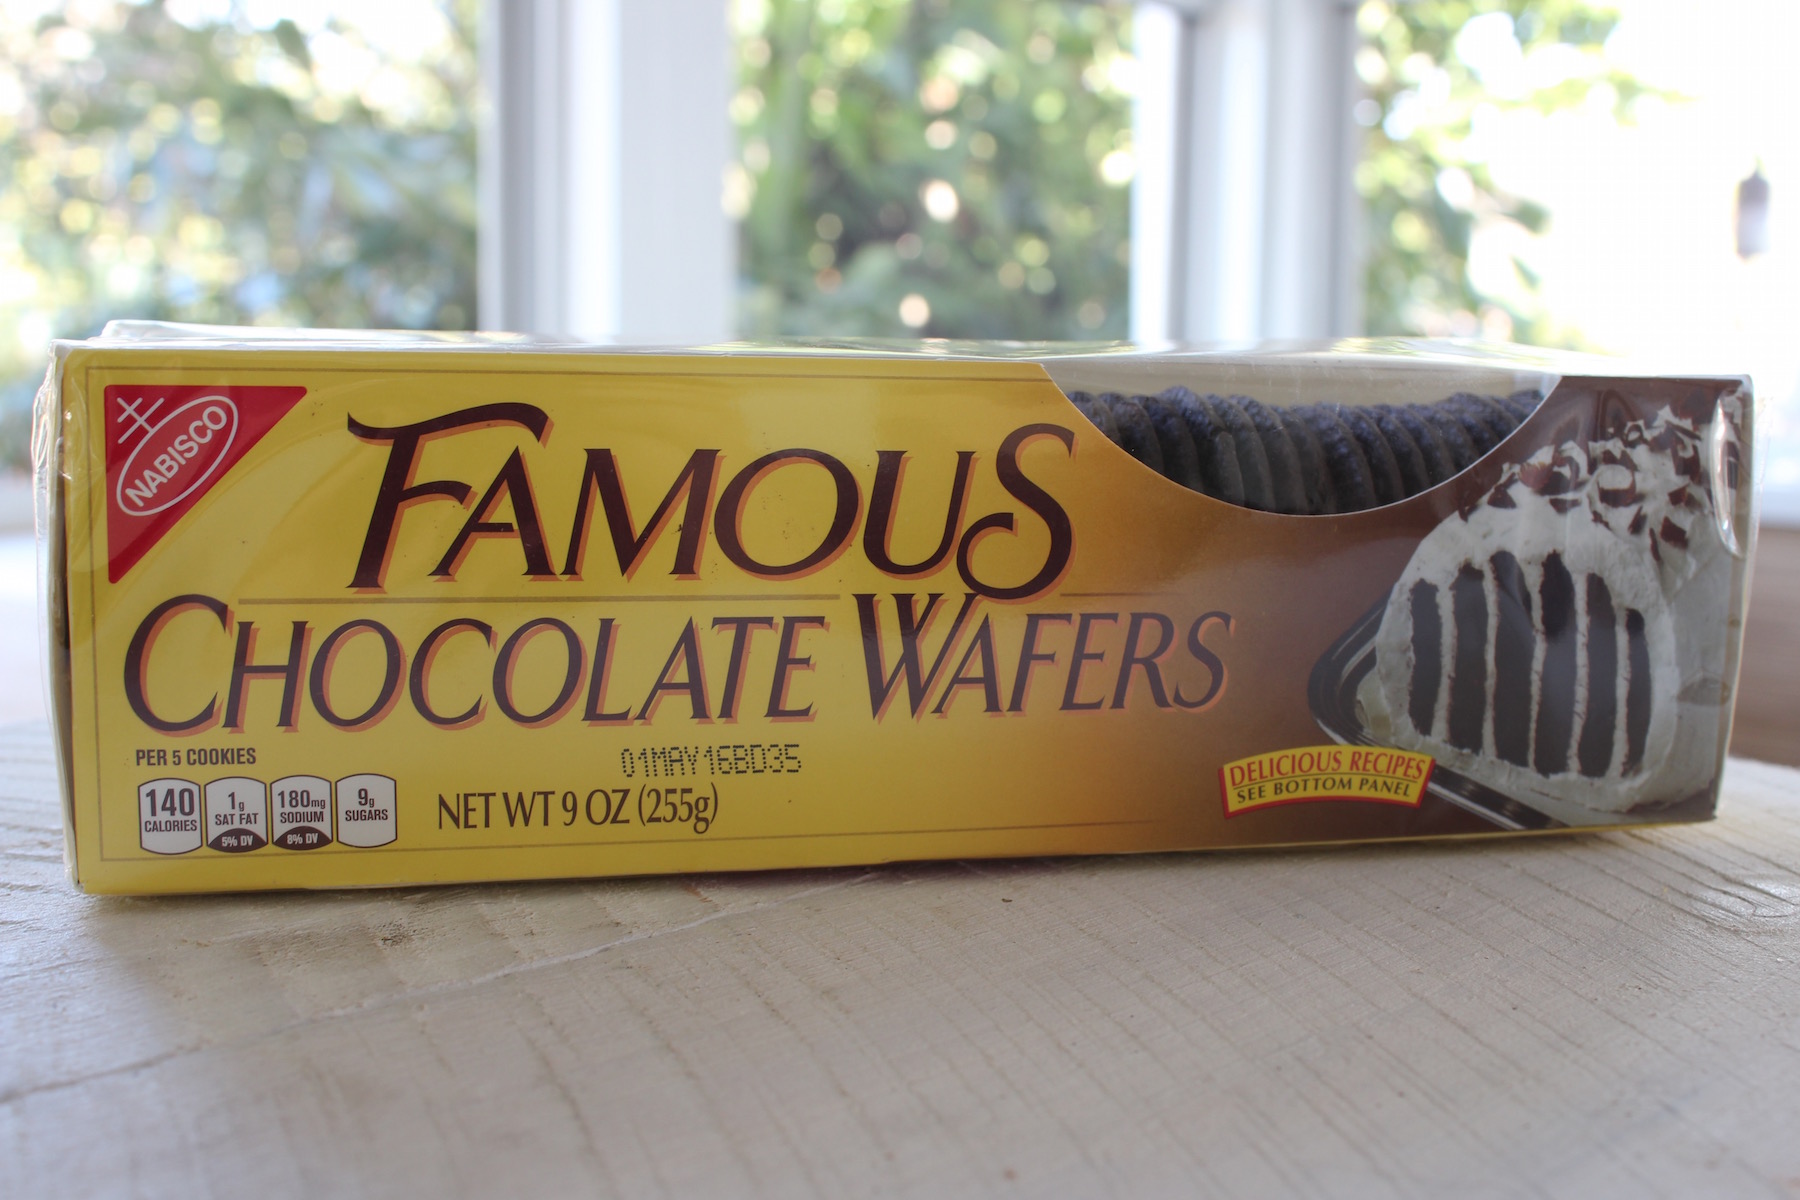 NABISCO
FAMOUS
CHOCOLATE WAFERS
PER 5 COOKIES
01MAY16BD35
140 CALORIES
1g SAT FAT 5% DV
180mg SODIUM 8% DV
9g SUGARS
NET WT 9 OZ (255g)
DELICIOUS RECIPES
SEE BOTTOM PANEL